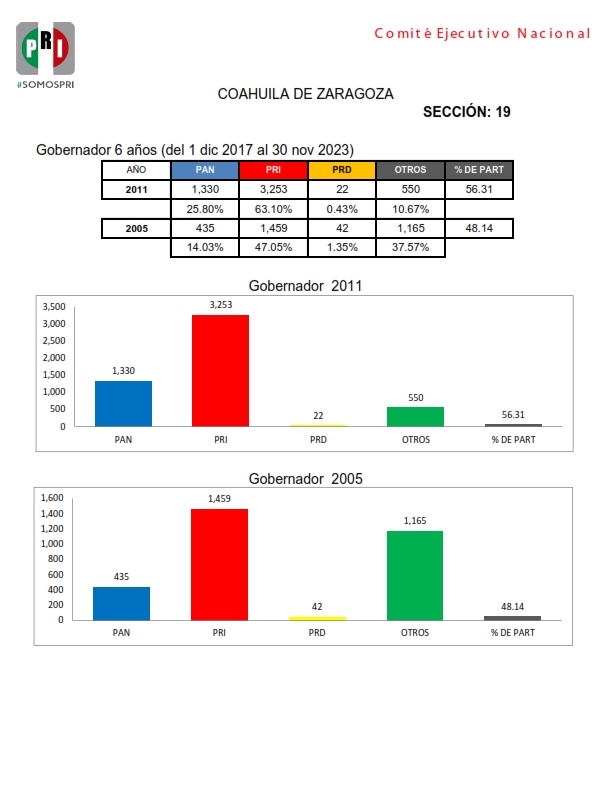 Comité Ejecutivo Nacional
PRI
#SOMOSPRI
COAHUILA DE ZARAGOZA
SECCIÓN: 19
Gobernador 6 años (del 1 dic 2017 al 30 nov 2023)
AÑO PAN PRI PRD OTROS % DE PART
2011 1,330 3,253 22 550 56.31
25.80% 63.10% 0.43% 10.67%
2005 435 1,459 42 1,165 48.14
14.03% 47.05% 1.35% 37.57%
Gobernador 2011
3,500
3,000
2,500
2,000
1,500
1,000
500
0
1,330
3,253
22
550
56.31
PAN PRI PRD OTROS % DE PART
Gobernador 2005
1,600
1,400
1,200
1,000
800
600
400
200
0
435
1,459
42
1,165
48.14
PAN PRI PRD OTROS % DE PART